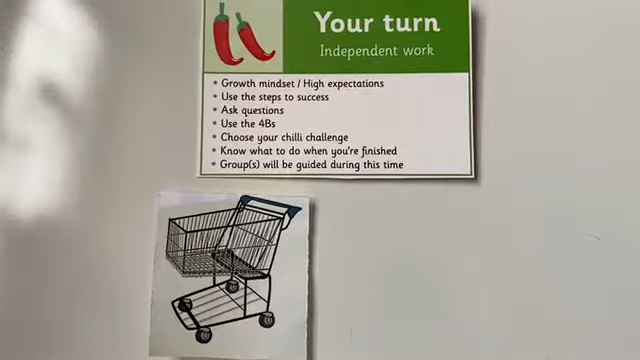 Your turn
Independent work
• Growth mindset / High expectations
• Use the steps to success
• Ask questions
• Use the 4Bs
• Choose your chilli challenge
• Know what to do when you're finished
• Group(s) will be guided during this time